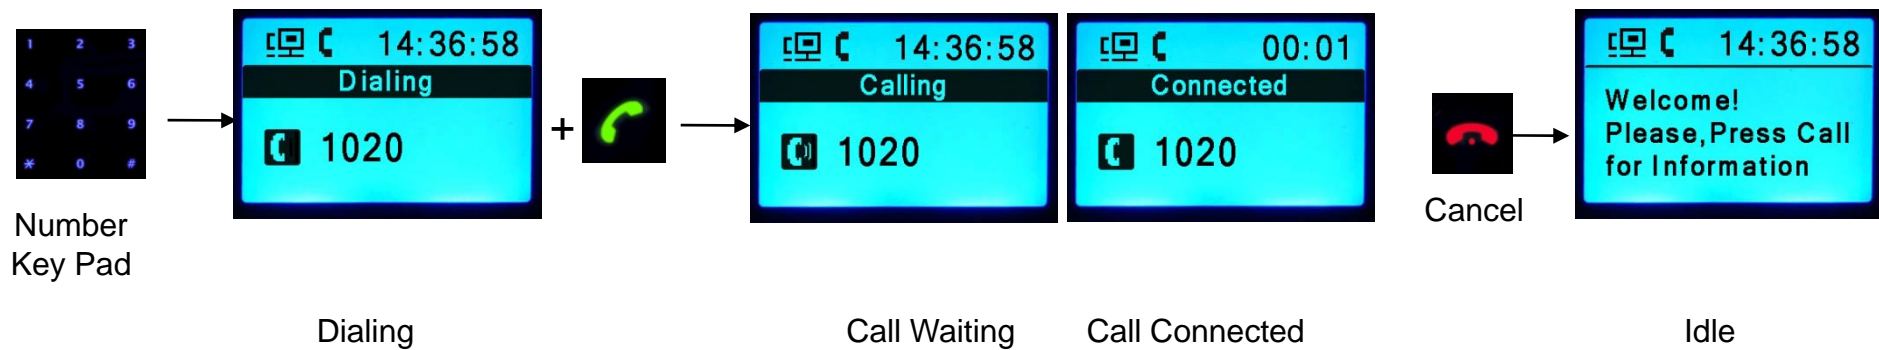 1 2 3
4 5 6
7 8 9
* 0 #
Number
Key Pad
14:36:58
Dialing
1020
+
14:36:58
Calling
1020
00:01
Connected
1020
Cancel
14:36:58
Welcome!
Please,Press Call
for Information
Dialing
Call Waiting
Call Connected
Idle